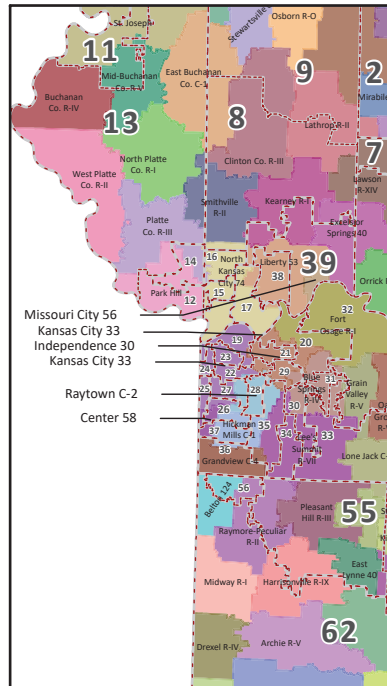 Osborn R-O
Stewartsville
St. Joseph
11
East Buchanan
Co. C-1
9
2
Mid-Buchanan
Co. R-V
Mirabile
Buchanan
Co. R-IV
13
8
Lathrop R-II
7
North Platte
Co. R-I
Clinton Co. R-III
West Platte
Co. R-II
Lawson
R-XIV
Smithville
R-II
Kearney R-I
Platte
Co. R-III
Excelsior
Springs 40
16
North
Kansas
City 74
Liberty 53
39
14
38
Orrick
Park Hill
15
12
17
32
Missouri City 56
Fort
Osage R-I
Kansas City 33
19
20
Independence 30
21
23
Kansas City 33
24
22
29
Blue
Springs
R-IV
31
Grain
Valley
R-V
Raytown C-2
25
27
28
30
26
Center 58
Hickman
Mills C-1
35
37
34
Lee's
Summit
R-VII
33
36
Grandview C-4
Lone Jack C-
Belton 124
56
Pleasant
Hill R-III
55
Raymore-Peculiar
R-II
East
Lynne 40
Midway R-I
Harrisonville R-IX
62
Drexel R-IV
Archie R-V